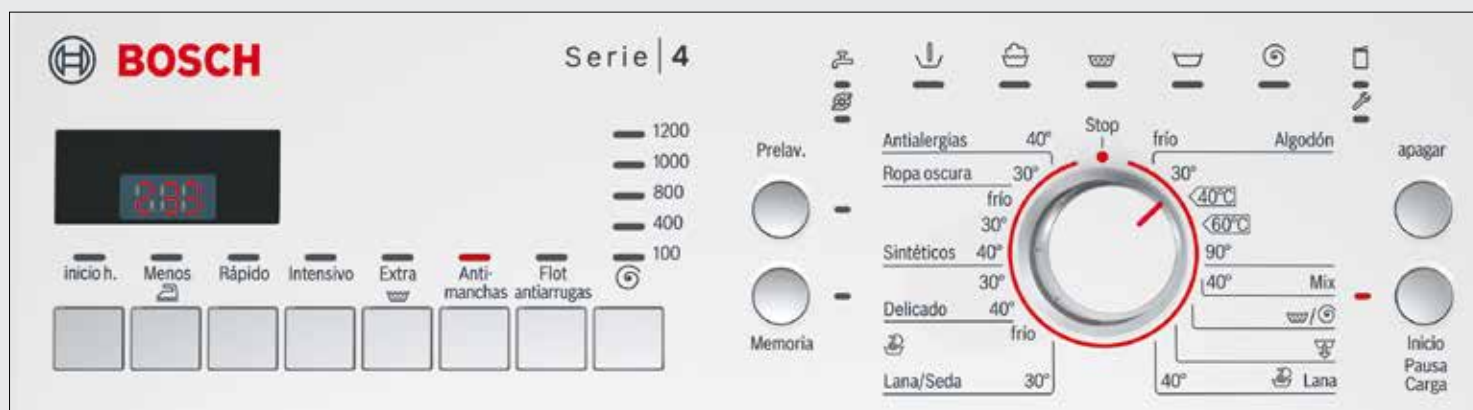 BOSCH
Serie | 4
1200
1000
800
400
100
inicio h.
Menos
Rápido
Intensivo
Extra
Anti-
manchas
Flot
antiarrugas
Prelav.
Memoria
Antialergias 40°
Ropa oscura 30°
frío
30°
Sintéticos 40°
30°
Delicado 40°
frío
Lana/Seda 30°
Stop
frío Algodón
30°
40°C
60°C
90°
40° Mix
40° Lana
apagar
Inicio
Pausa
Carga